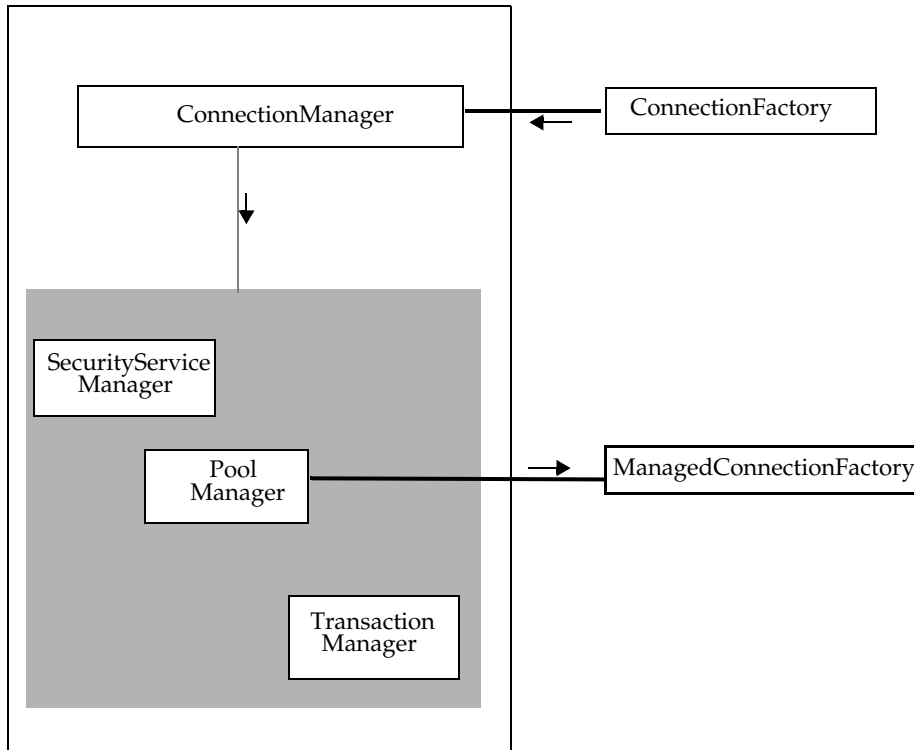 ConnectionManager
ConnectionFactory
SecurityService
Manager
Pool
Manager
ManagedConnectionFactory
Transaction
Manager